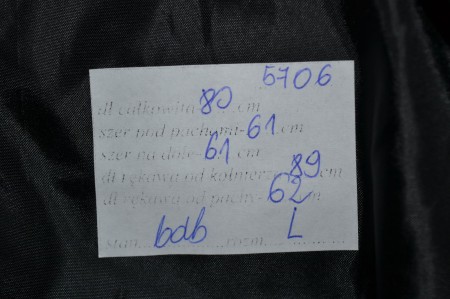 5706
dł całkowita 80 cm
szer pod pachami-61 cm
szer na dole-61 cm
dł rękawa od kołnierza 89 cm
dł rękawa od pachy-62 cm
stan....bdb....rozm.....L..............